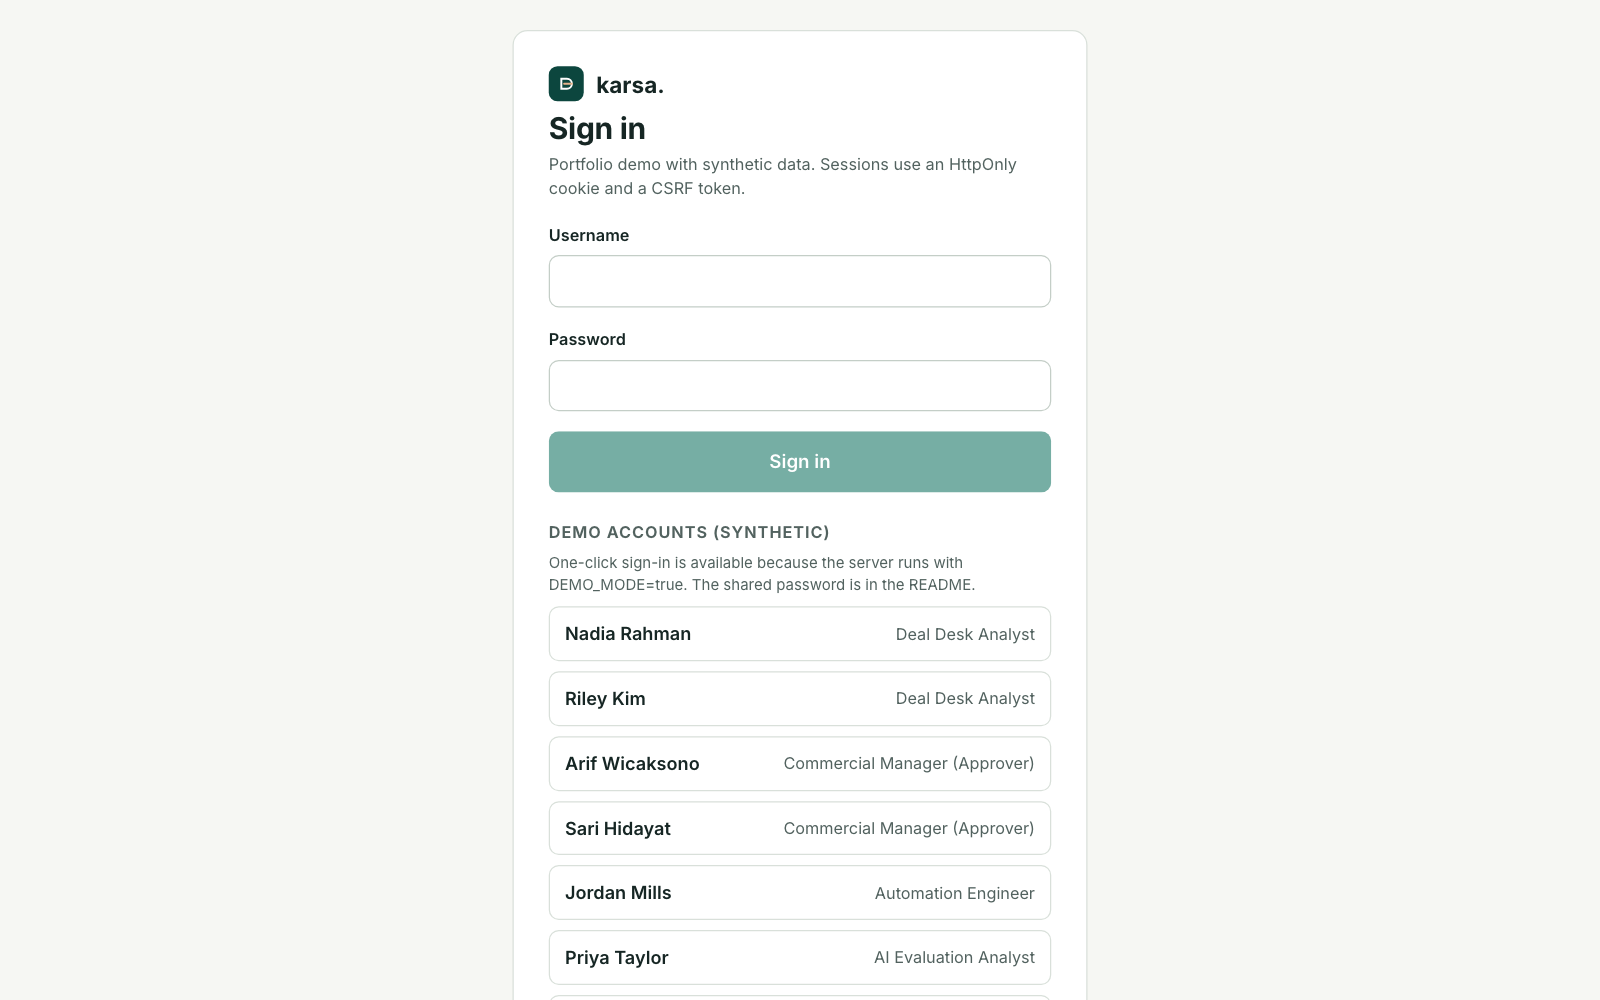 karsa.
Sign in
Portfolio demo with synthetic data. Sessions use an HttpOnly
cookie and a CSRF token.
Username
Password
Sign in
DEMO ACCOUNTS (SYNTHETIC)
One-click sign-in is available because the server runs with
DEMO_MODE=true. The shared password is in the README.
Nadia Rahman Deal Desk Analyst
Riley Kim Deal Desk Analyst
Arif Wicaksono Commercial Manager (Approver)
Sari Hidayat Commercial Manager (Approver)
Jordan Mills Automation Engineer
Priya Taylor AI Evaluation Analyst